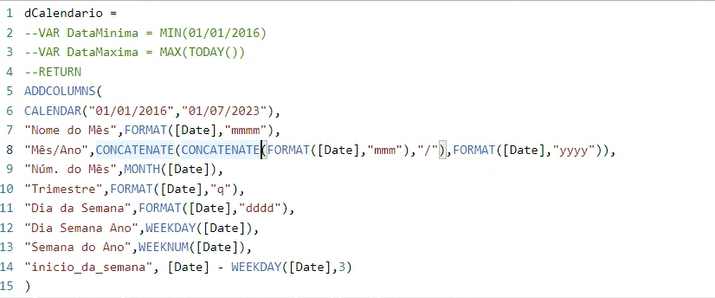 1 dCalendario =
2 --VAR DataMinima = MIN(01/01/2016)
3 --VAR DataMaxima = MAX(TODAY())
4 --RETURN
5 ADDCOLUMNS(
6 CALENDAR("01/01/2016","01/07/2023"),
7 "Nome do Mês",FORMAT([Date],"mmmm"),
8 "Mês/Ano",CONCATENATE(CONCATENATE(FORMAT([Date],"mmm"),"/"),FORMAT([Date],"yyyy")),
9 "Núm. do Mês",MONTH([Date]),
10 "Trimestre",FORMAT([Date],"q"),
11 "Dia da Semana",FORMAT([Date],"dddd"),
12 "Dia Semana Ano",WEEKDAY([Date]),
13 "Semana do Ano",WEEKNUM([Date]),
14 "inicio_da_semana", [Date] - WEEKDAY([Date],3)
15 )